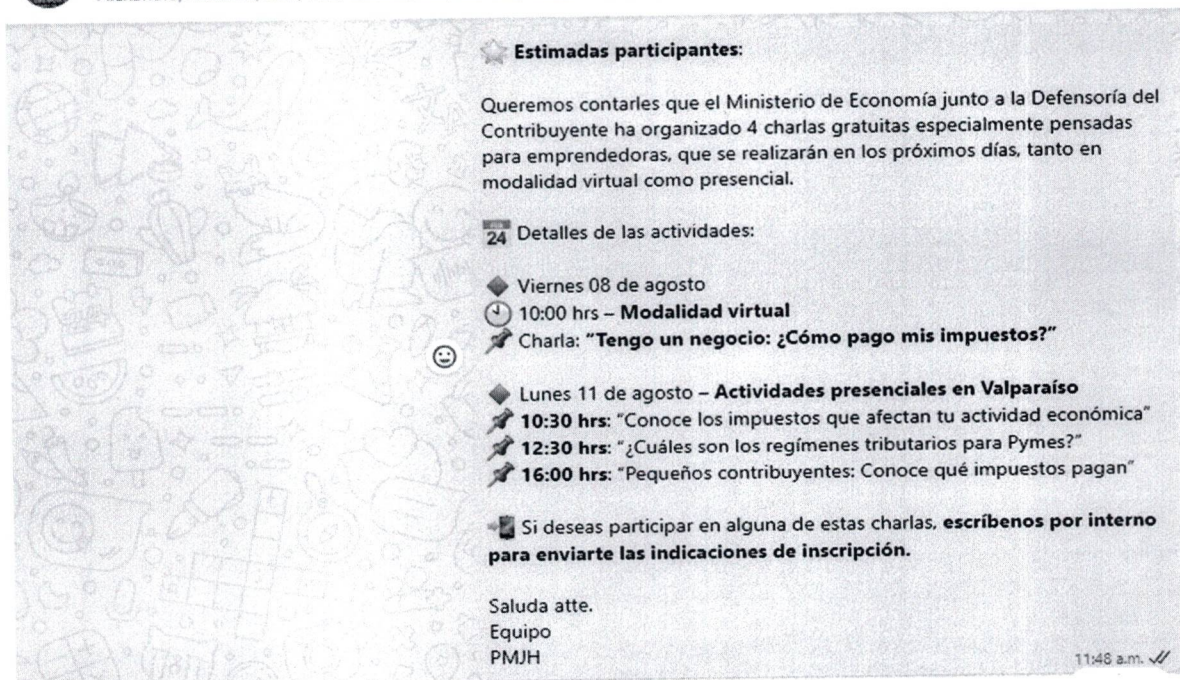 Estimadas participantes:
Queremos contarles que el Ministerio de Economía junto a la Defensoría del
Contribuyente ha organizado 4 charlas gratuitas especialmente pensadas
para emprendedoras, que se realizarán en los próximos días, tanto en
modalidad virtual como presencial.
24 Detalles de las actividades:
Viernes 08 de agosto
10:00 hrs – Modalidad virtual
Charla: "Tengo un negocio: ¿Cómo pago mis impuestos?"
Lunes 11 de agosto – Actividades presenciales en Valparaíso
10:30 hrs: "Conoce los impuestos que afectan tu actividad económica"
12:30 hrs: "¿Cuáles son los regímenes tributarios para Pymes?"
16:00 hrs: "Pequeños contribuyentes: Conoce qué impuestos pagan"
Si deseas participar en alguna de estas charlas, escríbenos por interno
para enviarte las indicaciones de inscripción.
Saluda atte.
Equipo
PMJH
11:48 a.m.